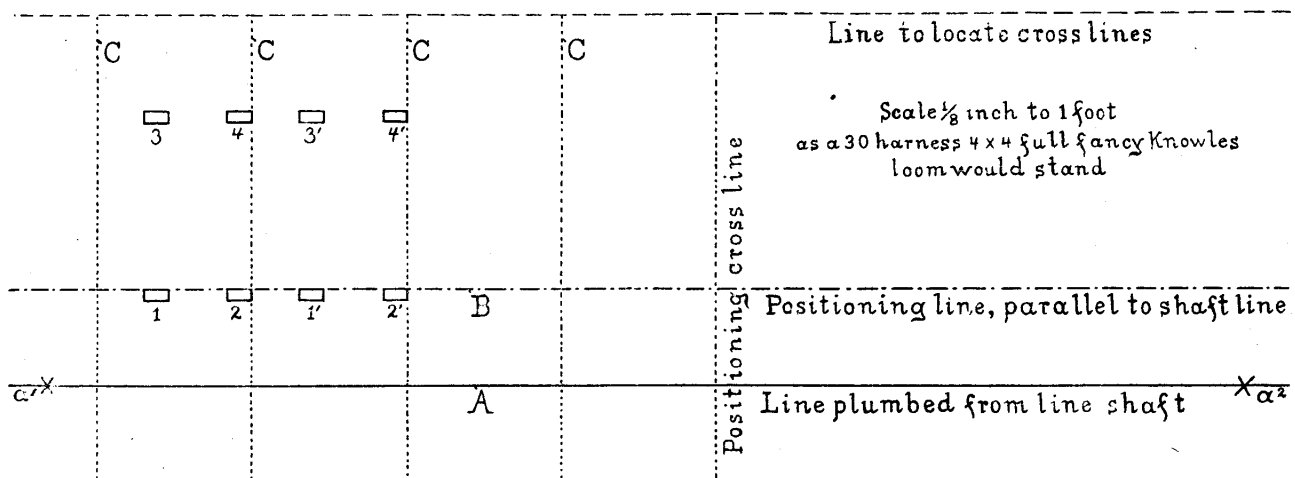 C C C C
Line to locate cross lines
Scale ⅛ inch to 1 foot
as a 30 harness 4 x 4 full fancy Knowles
loom would stand
3 4 3' 4'
Positioning cross line
1 2 1' 2'
B
Positioning line, parallel to shaft line
a' A a²
Line plumbed from line shaft